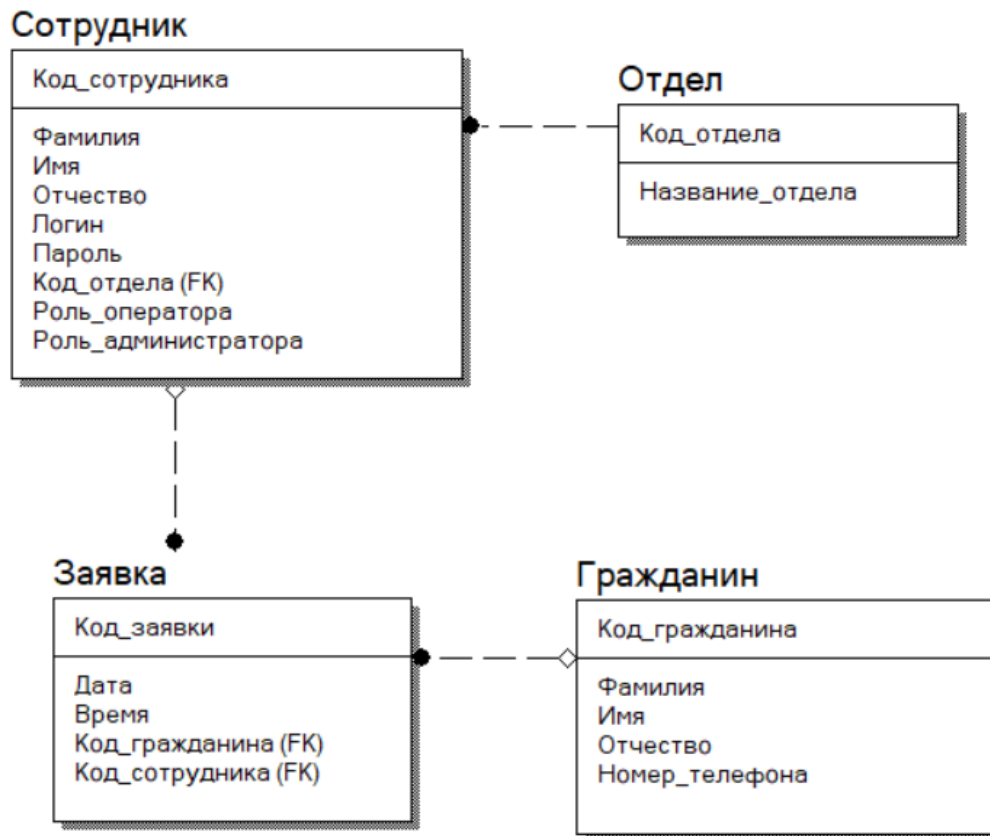 Сотрудник
Код_сотрудника
Фамилия
Имя
Отчество
Логин
Пароль
Код_отдела (FK)
Роль_оператора
Роль_администратора
Отдел
Код_отдела
Название_отдела
Заявка
Код_заявки
Дата
Время
Код_гражданина (FK)
Код_сотрудника (FK)
Гражданин
Код_гражданина
Фамилия
Имя
Отчество
Номер_телефона